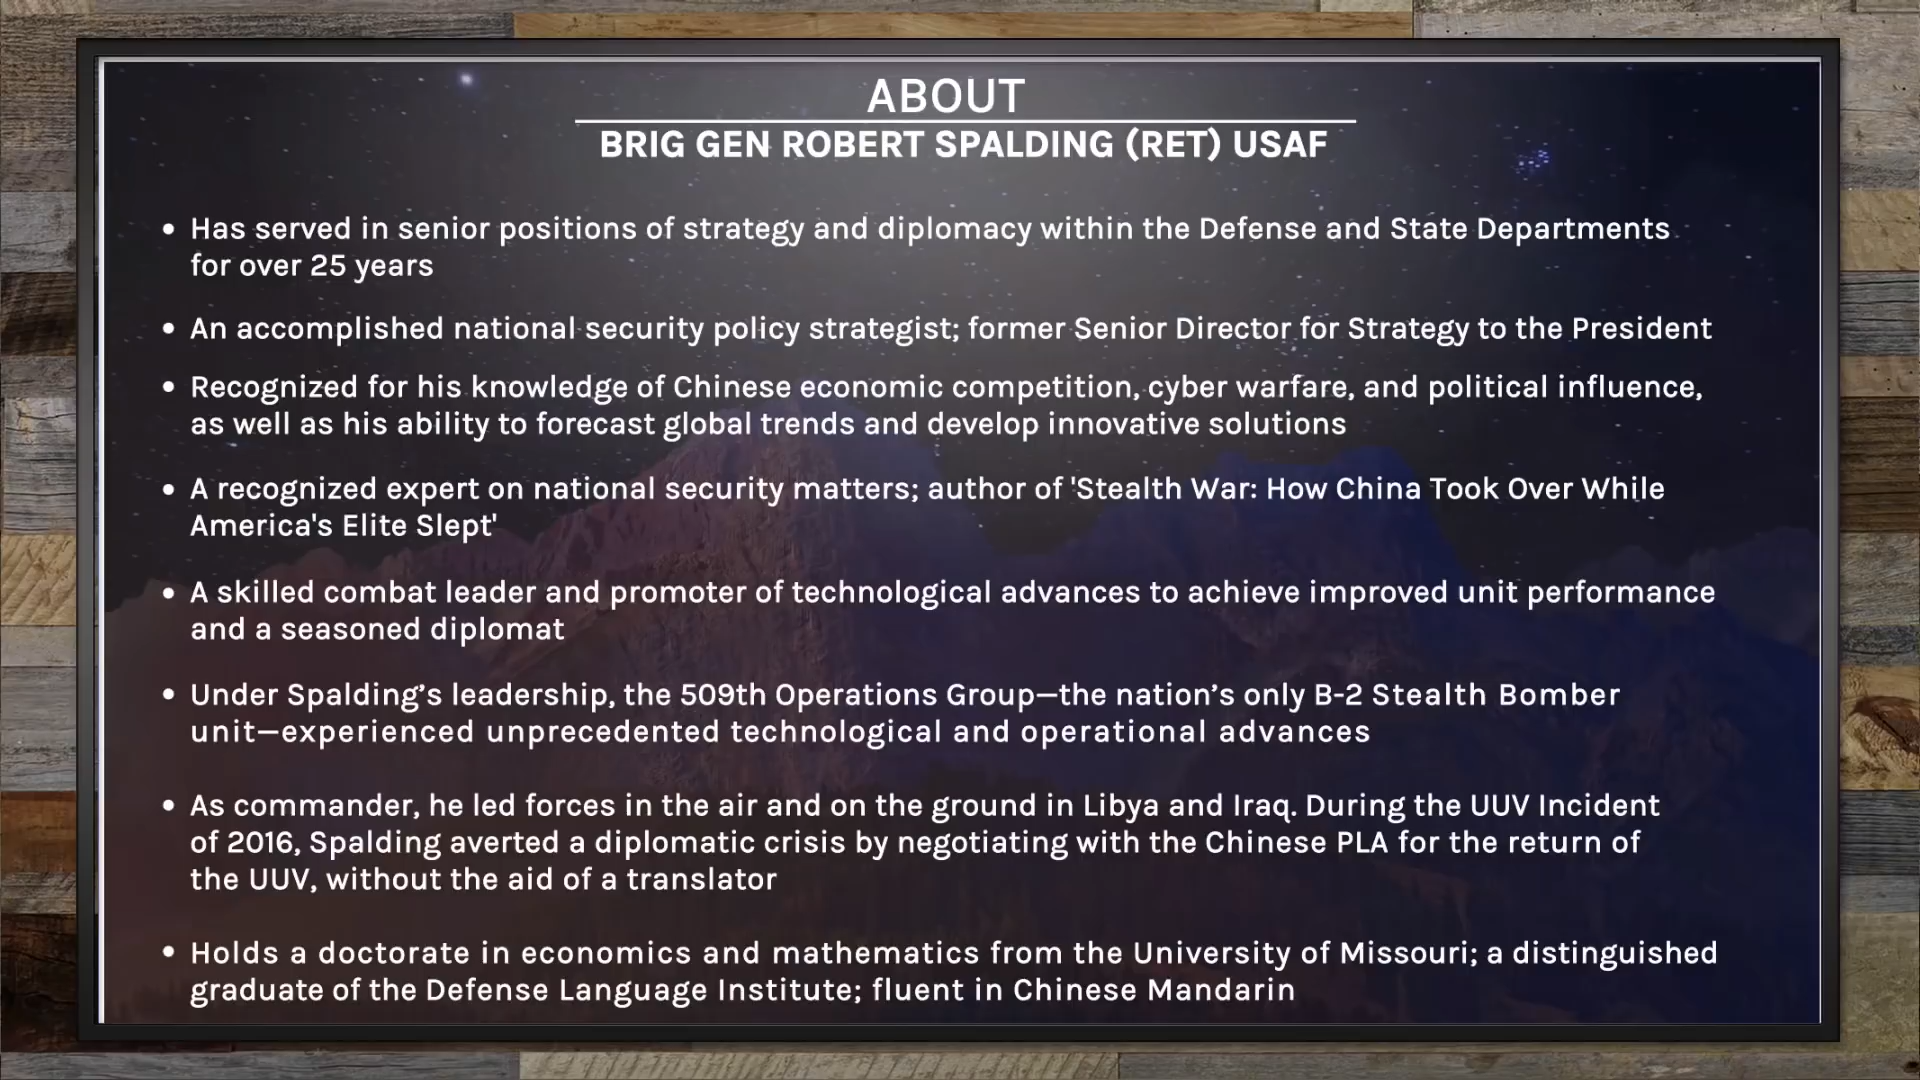 ABOUT
BRIG GEN ROBERT SPALDING (RET) USAF
• Has served in senior positions of strategy and diplomacy within the Defense and State Departments
for over 25 years
• An accomplished national security policy strategist; former Senior Director for Strategy to the President
• Recognized for his knowledge of Chinese economic competition, cyber warfare, and political influence,
as well as his ability to forecast global trends and develop innovative solutions
• A recognized expert on national security matters; author of 'Stealth War: How China Took Over While
America's Elite Slept'
• A skilled combat leader and promoter of technological advances to achieve improved unit performance
and a seasoned diplomat
• Under Spalding’s leadership, the 509th Operations Group—the nation’s only B-2 Stealth Bomber
unit—experienced unprecedented technological and operational advances
• As commander, he led forces in the air and on the ground in Libya and Iraq. During the UUV Incident
of 2016, Spalding averted a diplomatic crisis by negotiating with the Chinese PLA for the return of
the UUV, without the aid of a translator
• Holds a doctorate in economics and mathematics from the University of Missouri; a distinguished
graduate of the Defense Language Institute; fluent in Chinese Mandarin